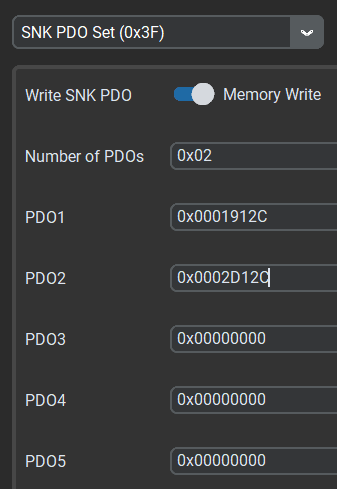 SNK PDO Set (0x3F)
Write SNK PDO Memory Write
Number of PDOs 0x02
PDO1 0x0001912C
PDO2 0x0002D12C
PDO3 0x00000000
PDO4 0x00000000
PDO5 0x00000000